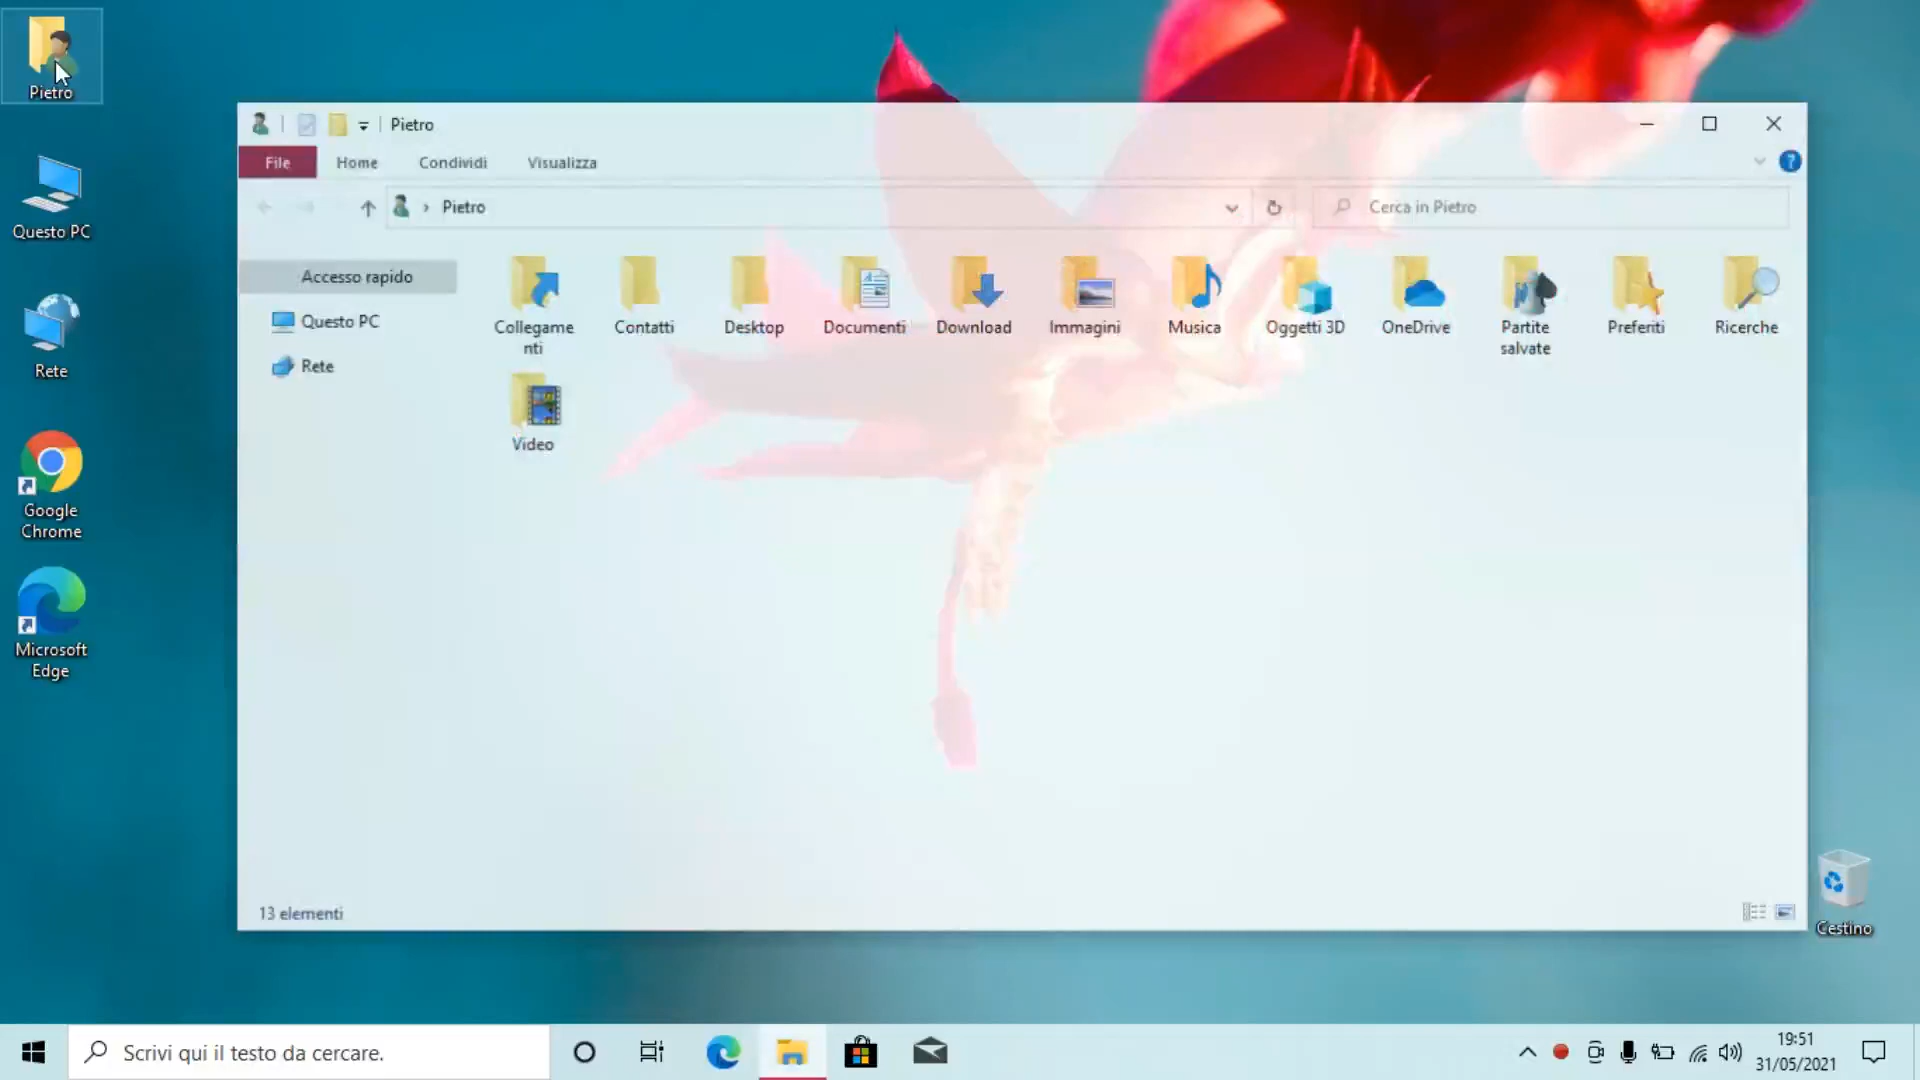 Pietro
Questo PC
Rete
Google
Chrome
Microsoft
Edge
Pietro
File
Home
Condividi
Visualizza
?
Pietro
Cerca in Pietro
Accesso rapido
Questo PC
Rete
Collegame
nti
Contatti
Desktop
Documenti
Download
Immagini
Musica
Oggetti 3D
OneDrive
Partite
salvate
Preferiti
Ricerche
Video
13 elementi
Cestino
Scrivi qui il testo da cercare.
19:51
31/05/2021